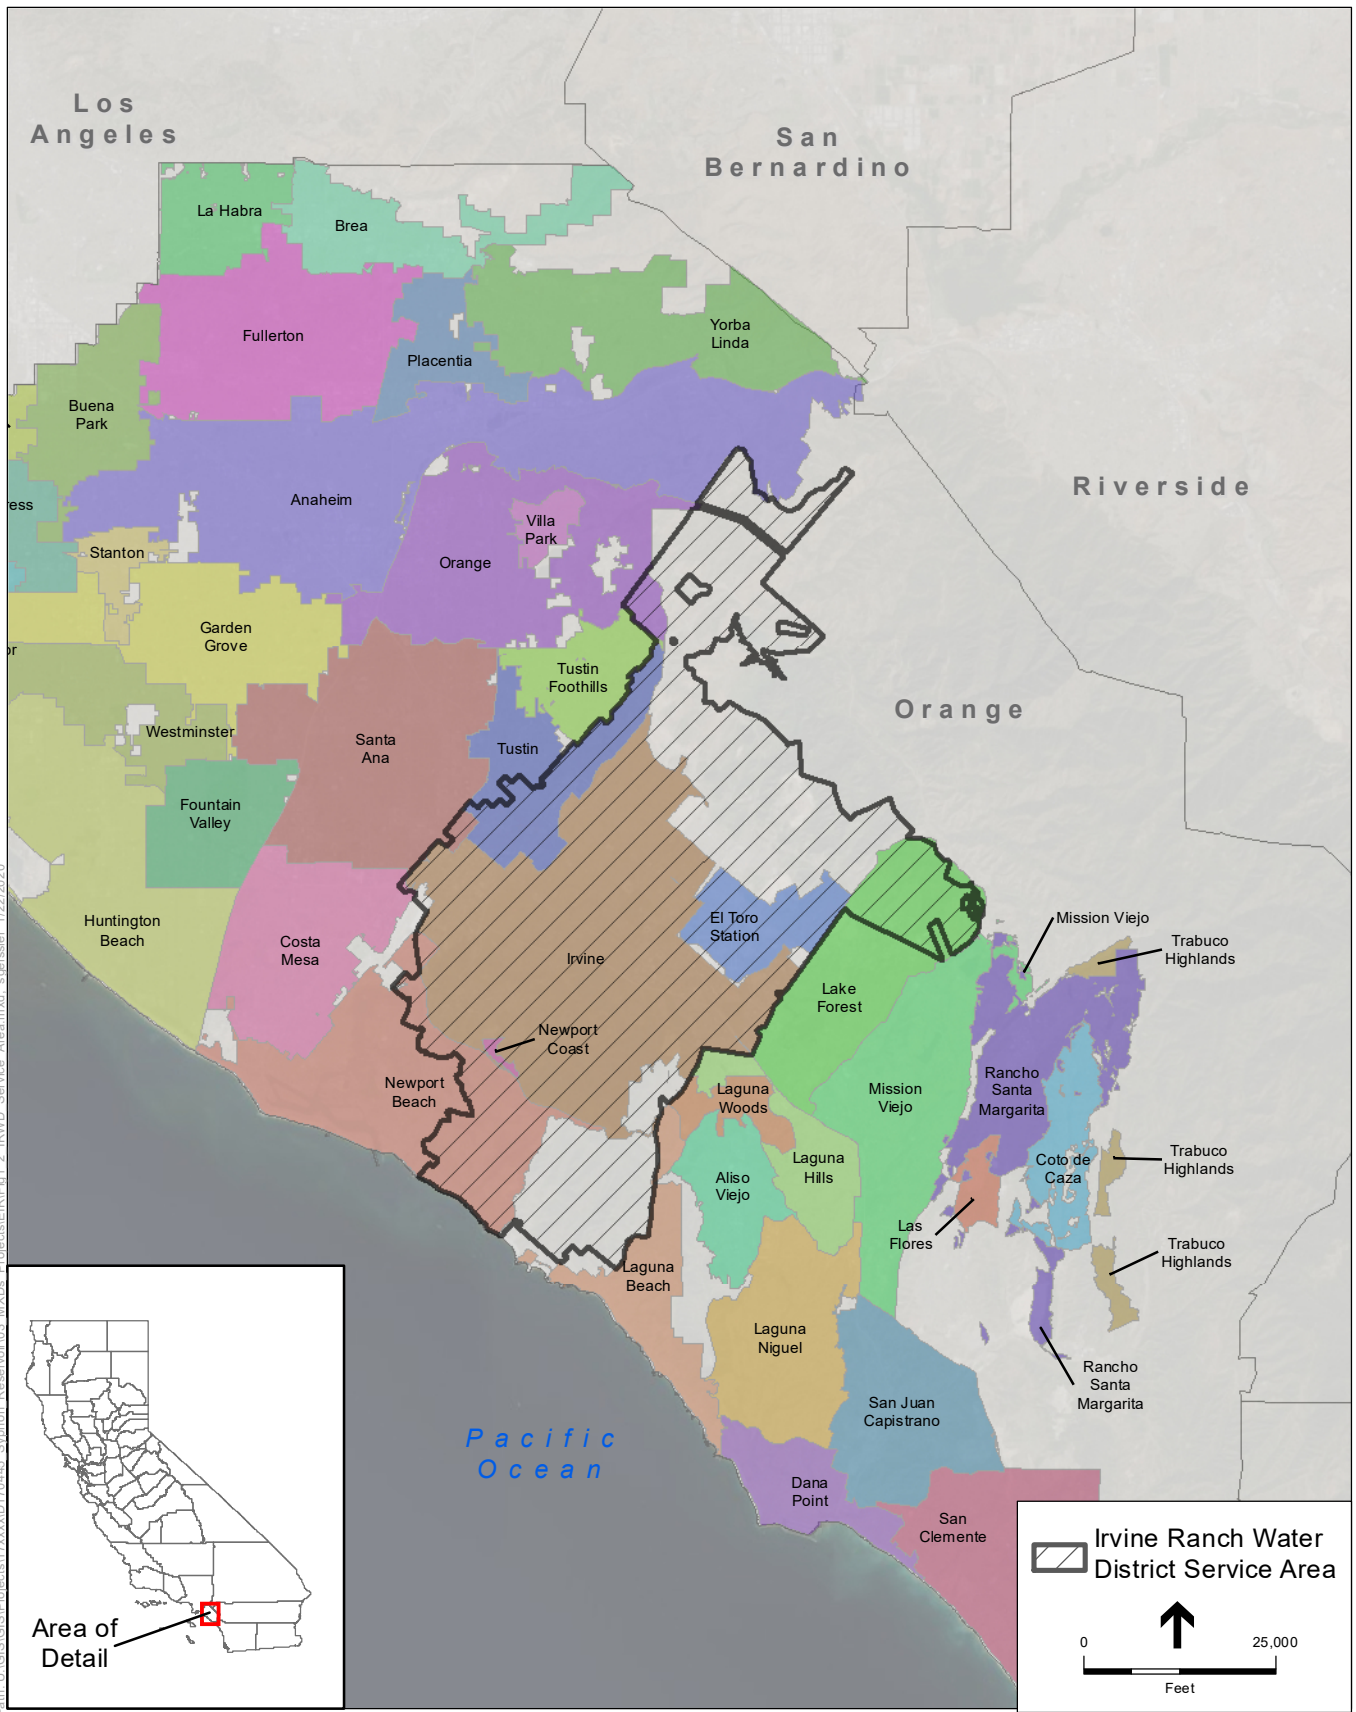 Los
Angeles
San
Bernardino
La Habra
Brea
Fullerton
Placentia
Yorba
Linda
Buena
Park
Anaheim
Riverside
ress
Villa
Park
Stanton
Orange
Garden
Grove
or
Tustin
Foothills
Orange
Westminster
Santa
Ana
Tustin
Fountain
Valley
Huntington
Beach
Costa
Mesa
Irvine
El Toro
Station
Mission Viejo
Trabuco
Highlands
Lake
Forest
Newport
Coast
Newport
Beach
Laguna
Woods
Mission
Viejo
Rancho
Santa
Margarita
Aliso
Viejo
Laguna
Hills
Coto de
Caza
Trabuco
Highlands
Las
Flores
Trabuco
Highlands
Laguna
Beach
Laguna
Niguel
Rancho
Santa
Margarita
San Juan
Capistrano
Pacific
Ocean
Dana
Point
San
Clemente
Area of
Detail
Irvine Ranch Water
District Service Area
0 25,000
Feet